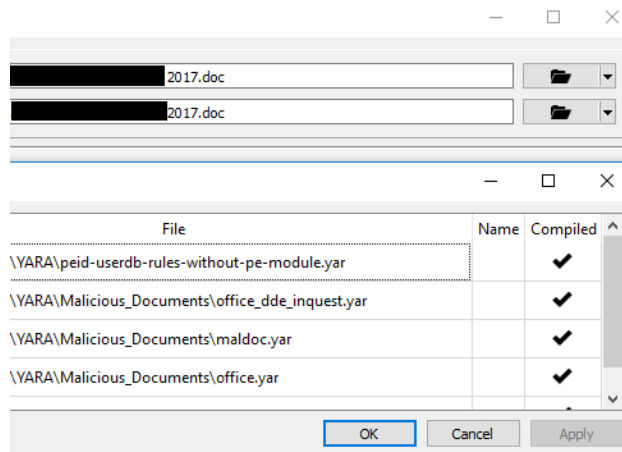 2017.doc
2017.doc
File Name Compiled
\YARA\peid-userdb-rules-without-pe-module.yar
\YARA\Malicious_Documents\office_dde_inquest.yar
\YARA\Malicious_Documents\maldoc.yar
\YARA\Malicious_Documents\office.yar
OK Cancel Apply